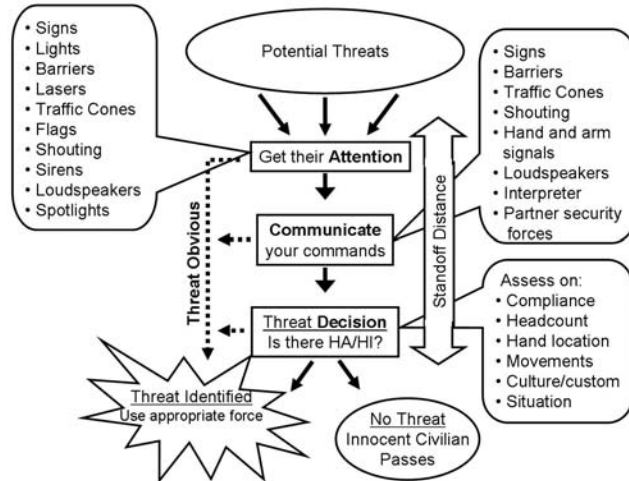 • Signs
• Lights
• Barriers
• Lasers
• Traffic Cones
• Flags
• Shouting
• Sirens
• Loudspeakers
• Spotlights
Potential Threats
• Signs
• Barriers
• Traffic Cones
• Shouting
• Hand and arm
signals
• Loudspeakers
• Interpreter
• Partner security
forces
Get their Attention
Communicate
your commands
Threat Decision
Is there HA/HI?
Threat Obvious
Standoff Distance
Assess on:
• Compliance
• Headcount
• Hand location
• Movements
• Culture/custom
• Situation
Threat Identified
Use appropriate force
No Threat
Innocent Civilian
Passes